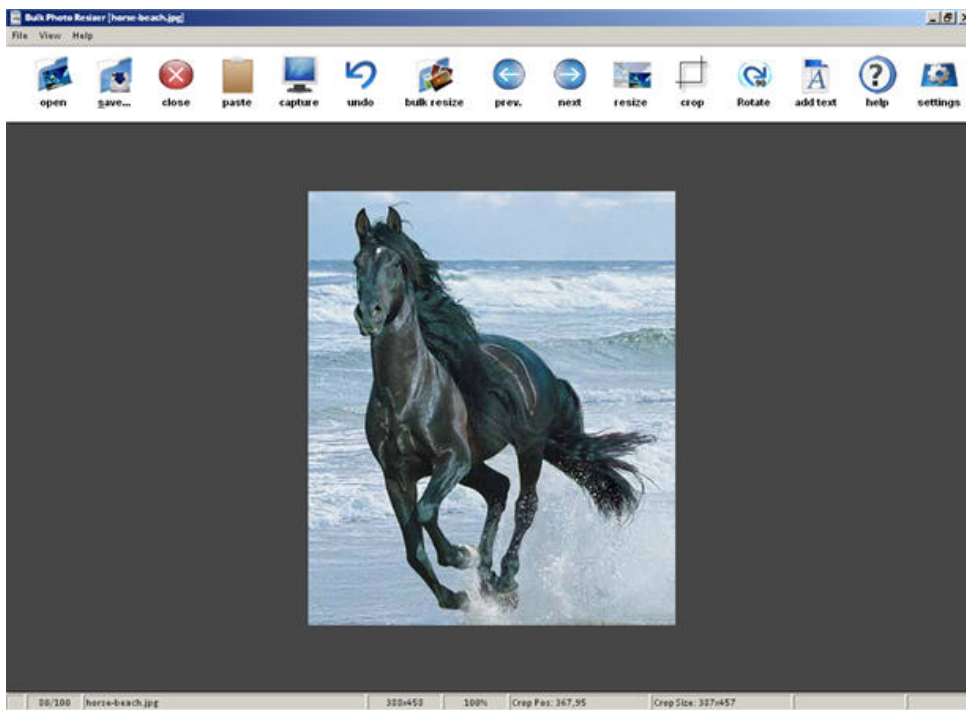 Bulk Photo Resizer [horse-beach.jpg]
File View Help
open save... close paste capture undo bulk resize prev. next resize crop Rotate add text help settings
90
A
?
horse-beach.jpg 100% Crop Pos: 367,95 Crop Size: 387x457